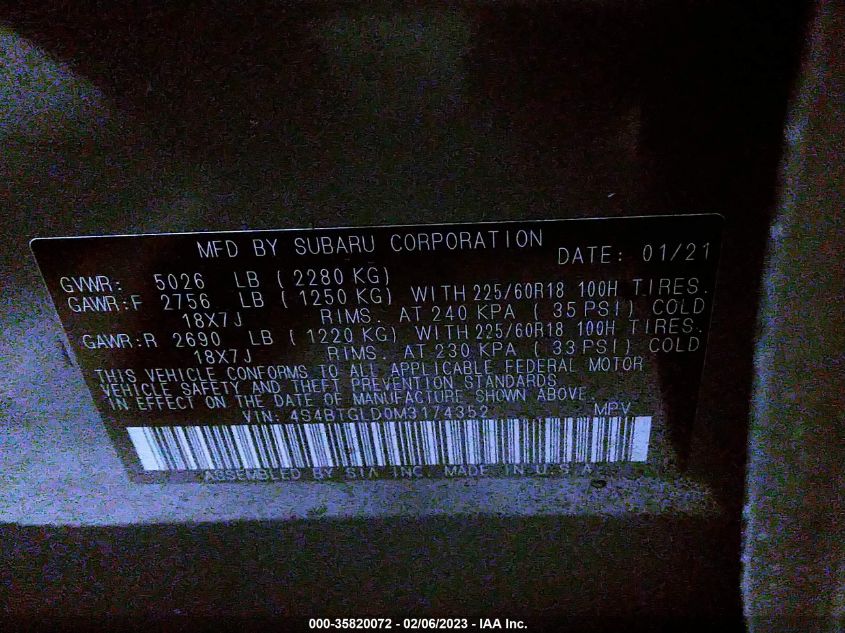 MFD BY SUBARU CORPORATION DATE: 01/21
GVWR: 5026 LB ( 2280 KG)
GAWR:F 2756 LB ( 1250 KG) WITH 225/60R18 100H TIRES.
18X7J RIMS. AT 240 KPA ( 35 PSI) COLD
GAWR:R 2690 LB ( 1220 KG) WITH 225/60R18 100H TIRES.
18X7J RIMS. AT 230 KPA ( 33 PSI) COLD
THIS VEHICLE CONFORMS TO ALL APPLICABLE FEDERAL MOTOR
VEHICLE SAFETY AND THEFT PREVENTION STANDARDS
IN EFFECT ON THE DATE OF MANUFACTURE SHOWN ABOVE.
VIN: 4S4BTGLD0M3174352 MPV
ASSEMBLED BY SIA INC. MADE IN U.S.A.
000-35820072 - 02/06/2023 - IAA Inc.